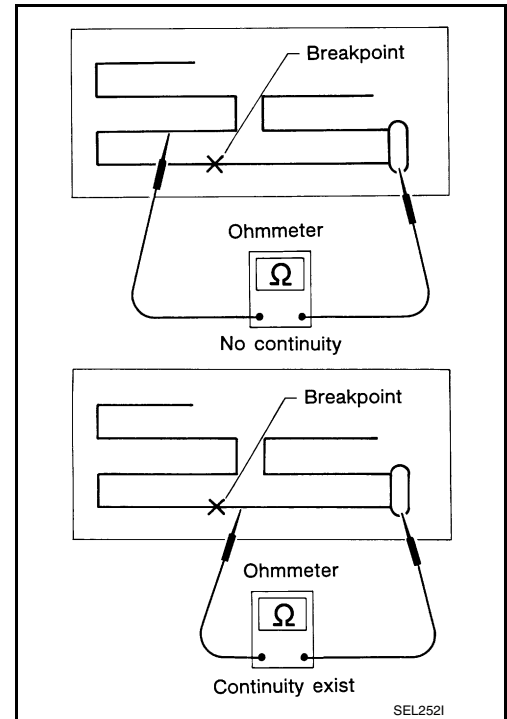 Breakpoint
Ohmmeter
Ω
No continuity
Breakpoint
Ohmmeter
Ω
Continuity exist
SEL252I